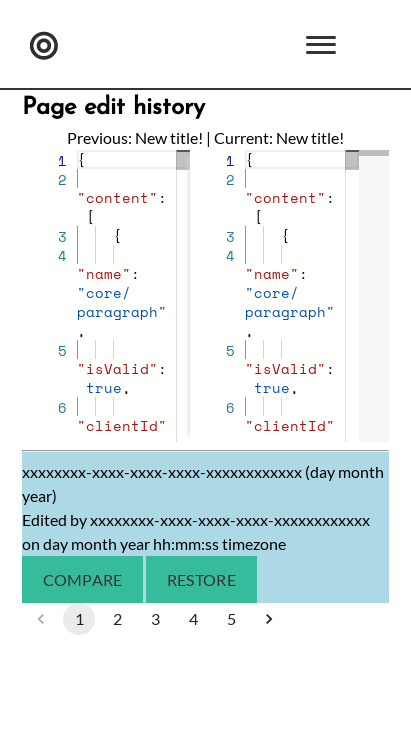 Page edit history
Previous: New title! | Current: New title!
1 {
2
"content":
[
3 {
4
"name":
"core/
paragraph"
,
5
"isValid":
true,
6
"clientId"
1 {
2
"content":
[
3 {
4
"name":
"core/
paragraph"
,
5
"isValid":
true,
6
"clientId"
xxxxxxxx-xxxx-xxxx-xxxx-xxxxxxxxxxxx (day month
year)
Edited by xxxxxxxx-xxxx-xxxx-xxxx-xxxxxxxxxxxx
on day month year hh:mm:ss timezone
COMPARE RESTORE
1 2 3 4 5